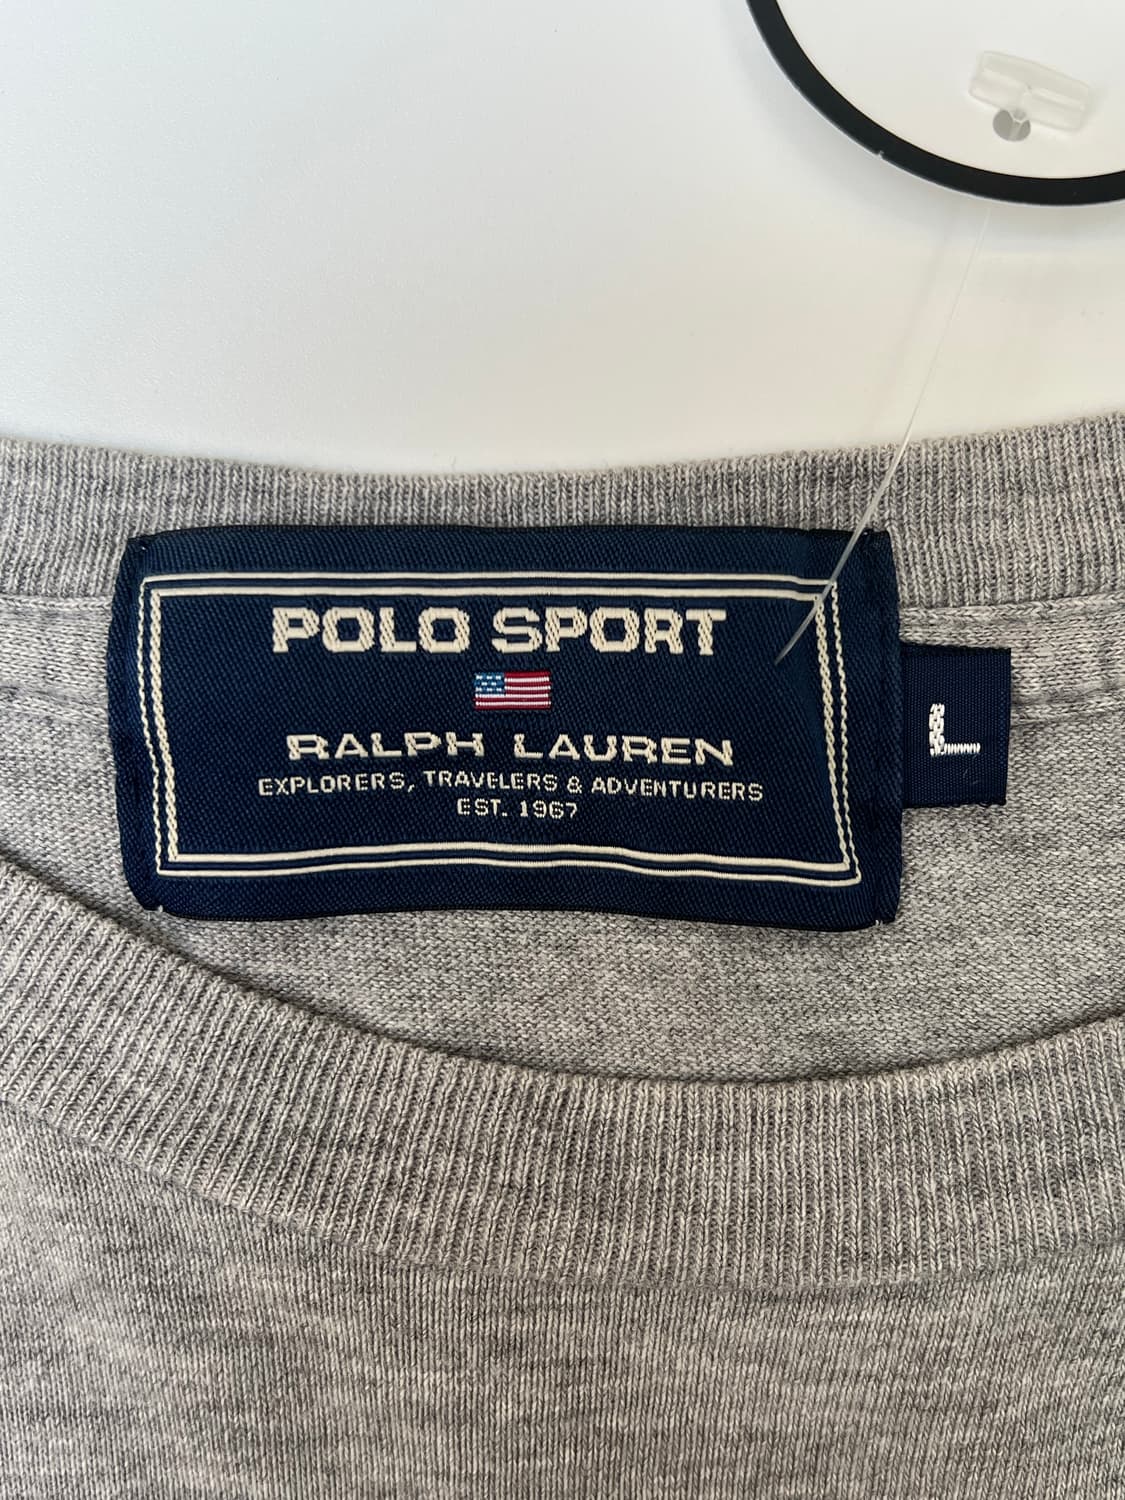 POLO SPORT
RALPH LAUREN
EXPLORERS, TRAVELERS & ADVENTURERS
EST. 1967
L